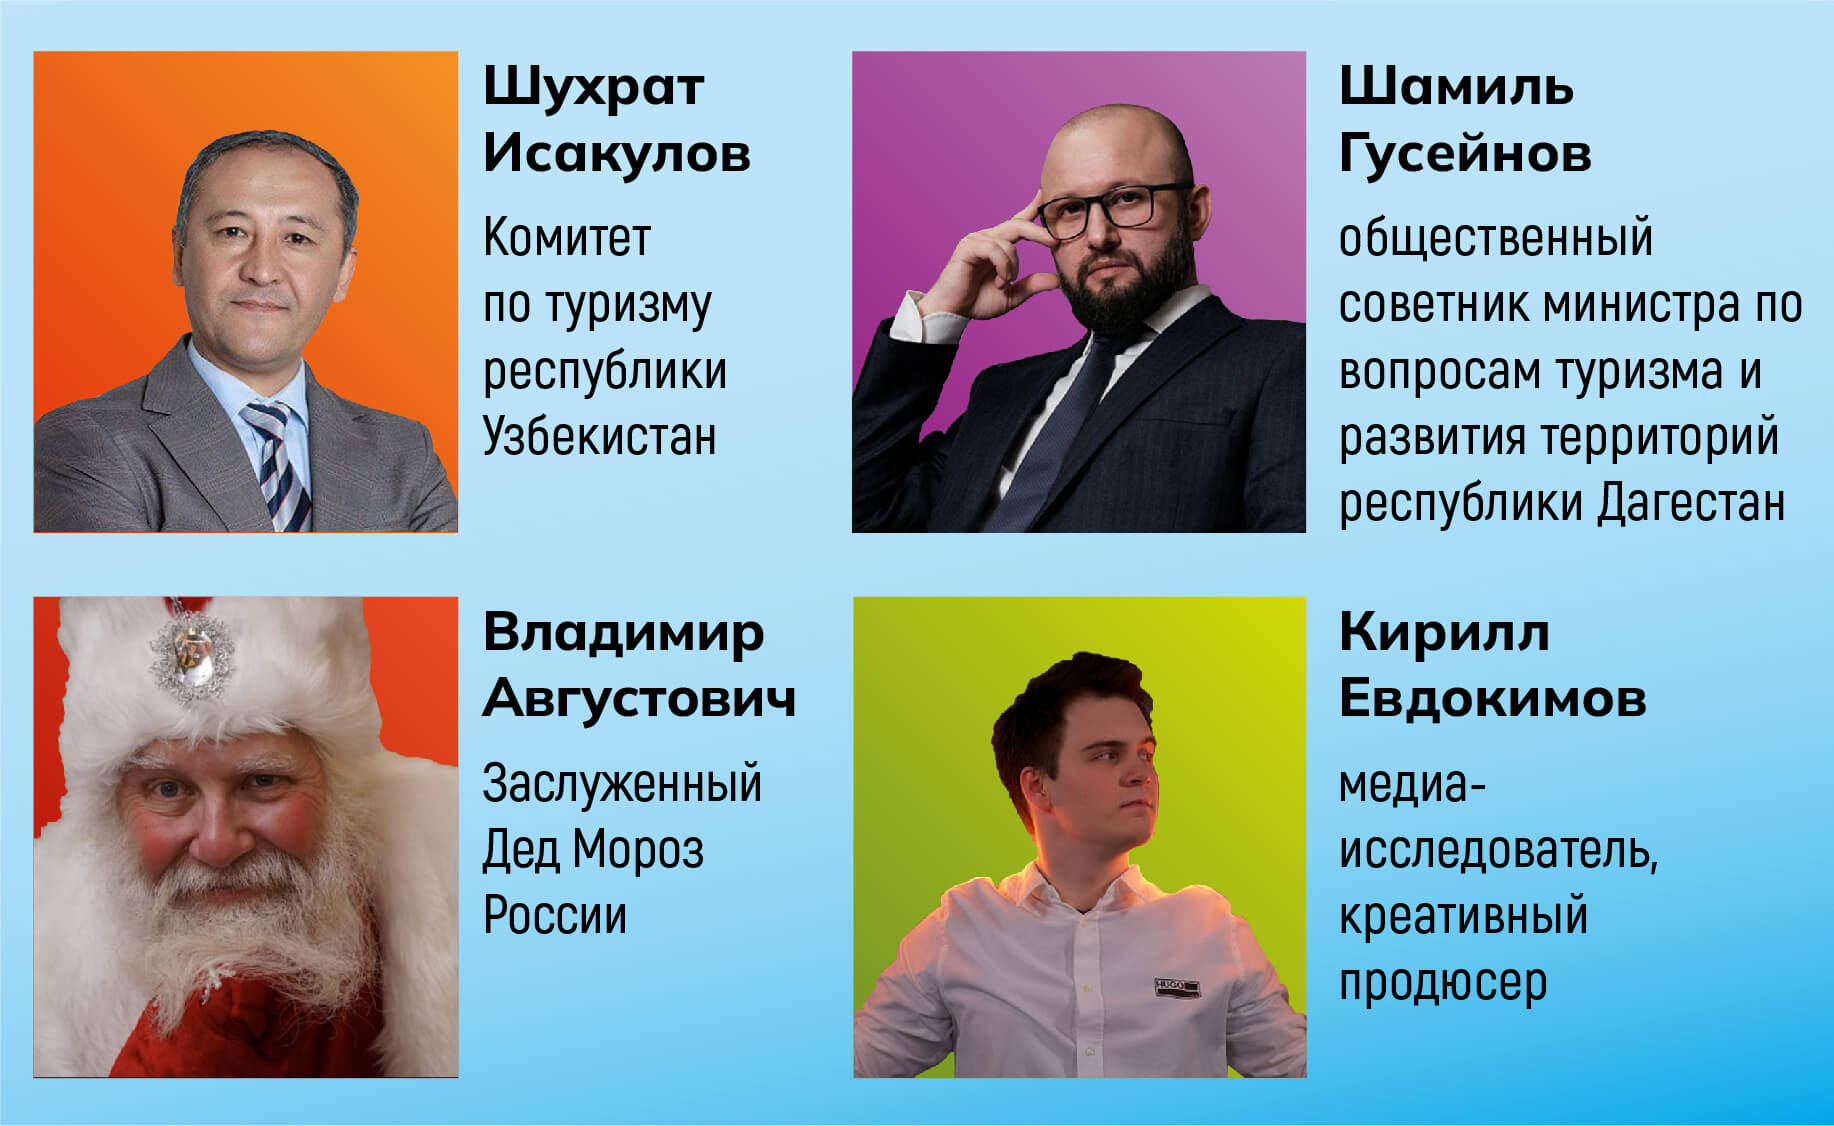 Шухрат
Исакулов
Комитет
по туризму
республики
Узбекистан
Шамиль
Гусейнов
общественный
советник министра по
вопросам туризма и
развития территорий
республики Дагестан
Владимир
Августович
Заслуженный
Дед Мороз
России
Кирилл
Евдокимов
медиа-
исследователь,
креативный
продюсер
HUGO